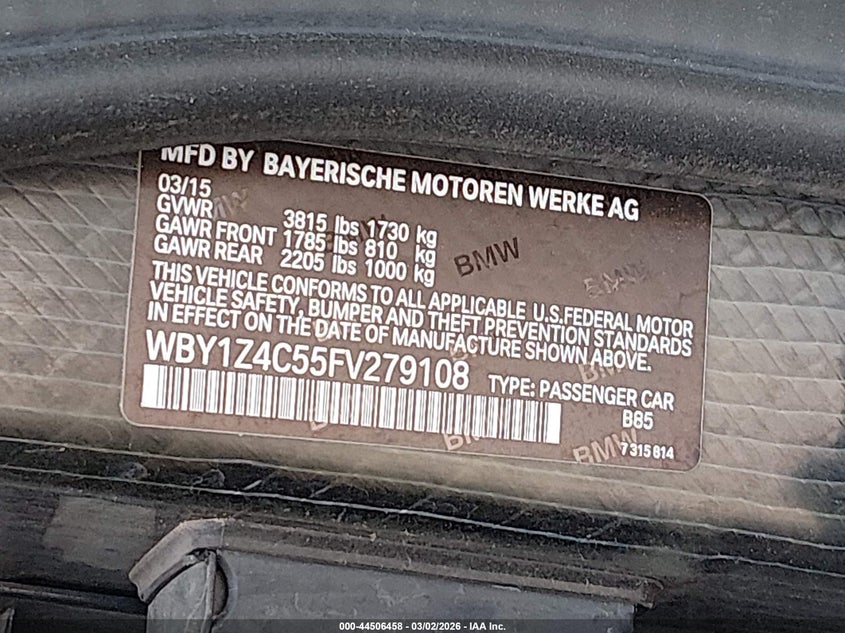 MFD BY BAYERISCHE MOTOREN WERKE AG
03/15
GVWR 3815 lbs 1730 kg
GAWR FRONT 1785 lbs 810 kg
GAWR REAR 2205 lbs 1000 kg
BMW
THIS VEHICLE CONFORMS TO ALL APPLICABLE U.S.FEDERAL MOTOR
VEHICLE SAFETY, BUMPER AND THEFT PREVENTION STANDARDS
IN EFFECT ON THE DATE OF MANUFACTURE SHOWN ABOVE.
WBY1Z4C55FV279108
TYPE: PASSENGER CAR
B85
BMW
7 315 814
000-44506458 - 03/02/2026 - IAA Inc.